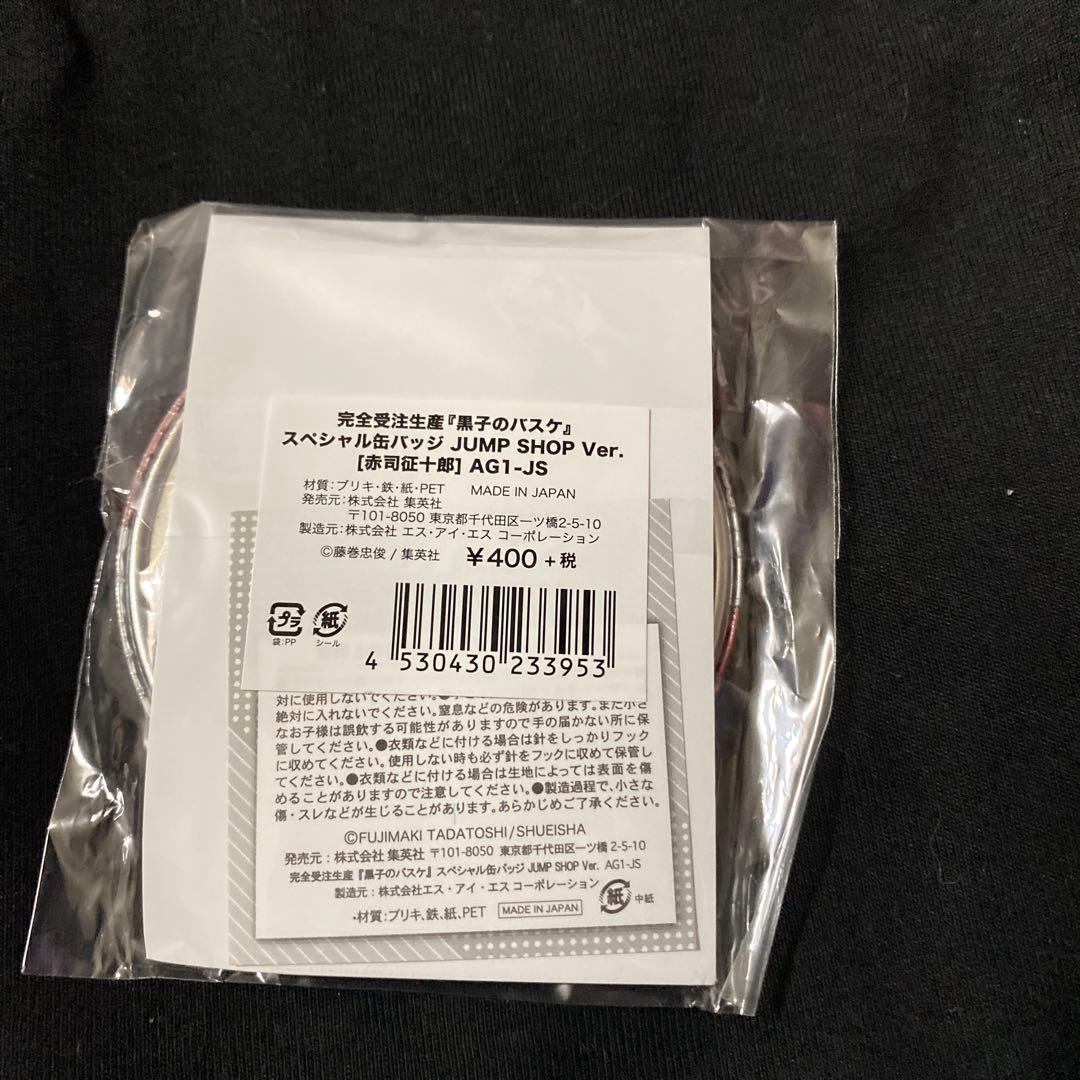 完全受注生産『黒子のバスケ』
スペシャル缶バッジ JUMP SHOP Ver.
[赤司征十郎] AG1-JS
材質:ブリキ・鉄・紙・PET MADE IN JAPAN
発売元:株式会社 集英社
〒101-8050 東京都千代田区一ツ橋2-5-10
製造元:株式会社 エス・アイ・エス コーポレーション
©藤巻忠俊 / 集英社 ¥400 +税
プラ 紙
袋:PP シール
4 530430 233953
対に使用しないでください。
絶対に入れないでください。窒息などの危険があります。また小さ
なお子様は誤飲する可能性がありますので手の届かない所に保
管してください。●衣類などに付ける場合は針をしっかりフック
に収めてください。使用しない時も必ず針をフックに収めて保管し
てください。●衣類などに付ける場合は生地によっては表面を傷
めることがありますので注意してください。●製造過程で、小さな
傷・スレなどが生じることがあります。あらかじめご了承ください。
©FUJIMAKI TADATOSHI/SHUEISHA
発売元:株式会社 集英社 〒101-8050 東京都千代田区一ツ橋 2-5-10
完全受注生産『黒子のバスケ』スペシャル缶バッジ JUMP SHOP Ver. AG1-JS
製造元:株式会社エス・アイ・エス コーポレーション
紙 中紙
・材質:ブリキ、鉄、紙、PET MADE IN JAPAN